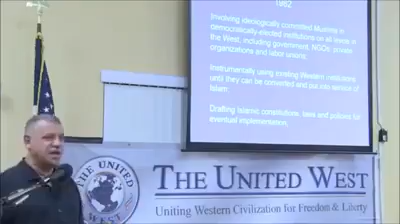 1982
Involving ideologically committed Muslims in
democratically-elected institutions on all levels in
the West, including government, NGOs, private
organizations and labor unions;
Instrumentally using existing Western institutions
until they can be converted and put into service of
Islam;
Drafting Islamic constitutions, laws and policies for
eventual implementation;
THE UNITED
WEST
THE UNITED WEST
Uniting Western Civilization for Freedom & Liberty